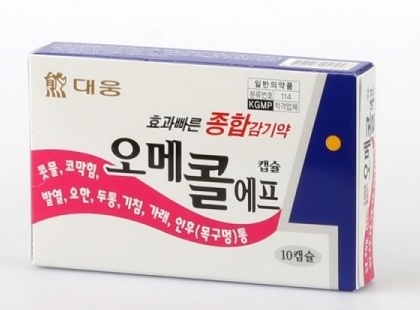 대웅
일반의약품
분류번호 114
KGMP 적격업체
효과빠른 종합감기약
오메콜에프 캡슐
콧물, 코막힘,
발열, 오한, 두통, 기침, 가래, 인후(목구멍)통
10캡슐